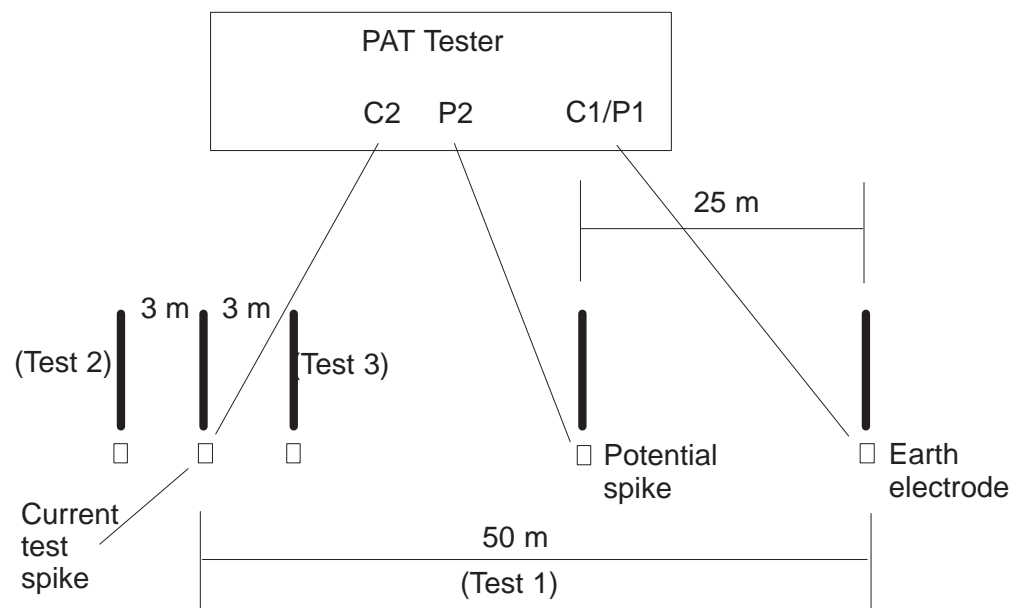 PAT Tester
C2 P2 C1/P1
25 m
3 m 3 m
(Test 2)
(Test 3)
Potential
spike
Earth
electrode
Current
test
spike
50 m
(Test 1)